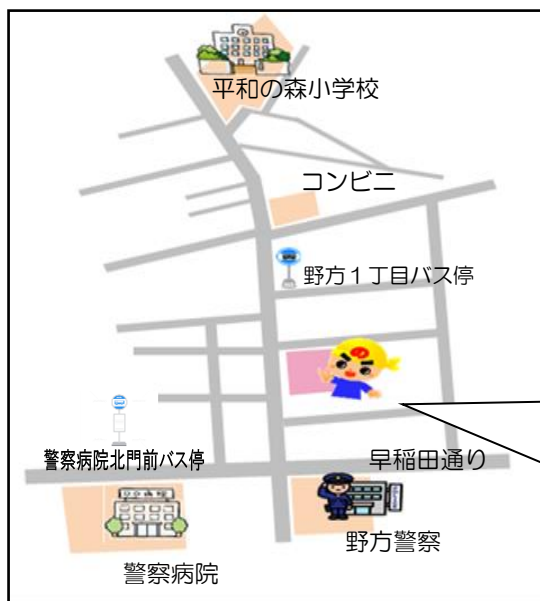 平和の森小学校
コンビニ
野方1丁目バス停
警察病院北門前バス停
早稲田通り
野方警察
警察病院